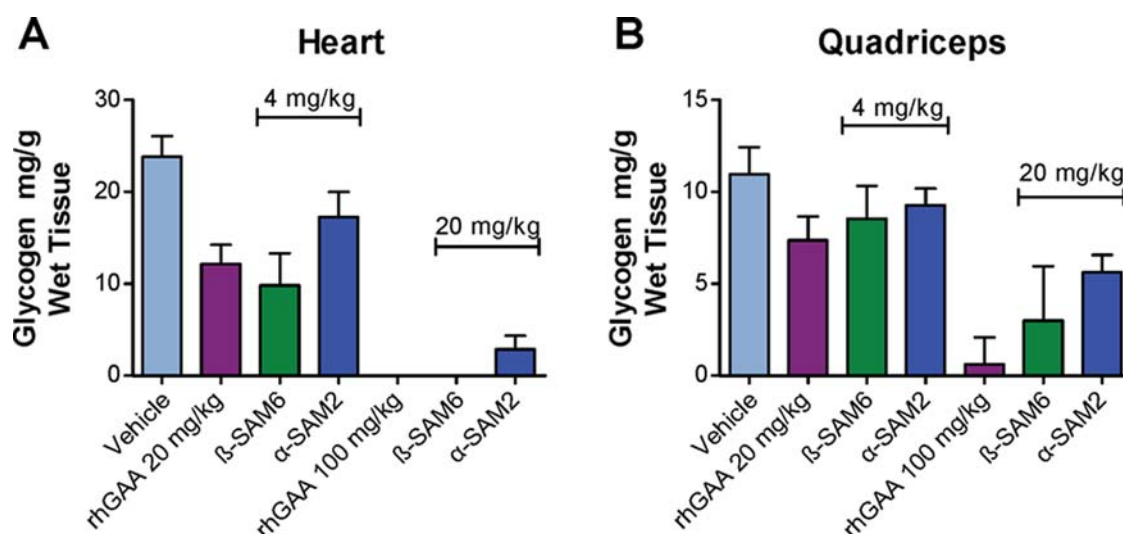 A
Heart
Glycogen mg/g
Wet Tissue
30
20
10
0
4 mg/kg
20 mg/kg
Vehicle
rhGAA 20 mg/kg
ß-SAM6
α-SAM2
rhGAA 100 mg/kg
ß-SAM6
α-SAM2
B
Quadriceps
Glycogen mg/g
Wet Tissue
15
10
5
0
4 mg/kg
20 mg/kg
Vehicle
rhGAA 20 mg/kg
ß-SAM6
α-SAM2
rhGAA 100 mg/kg
ß-SAM6
α-SAM2